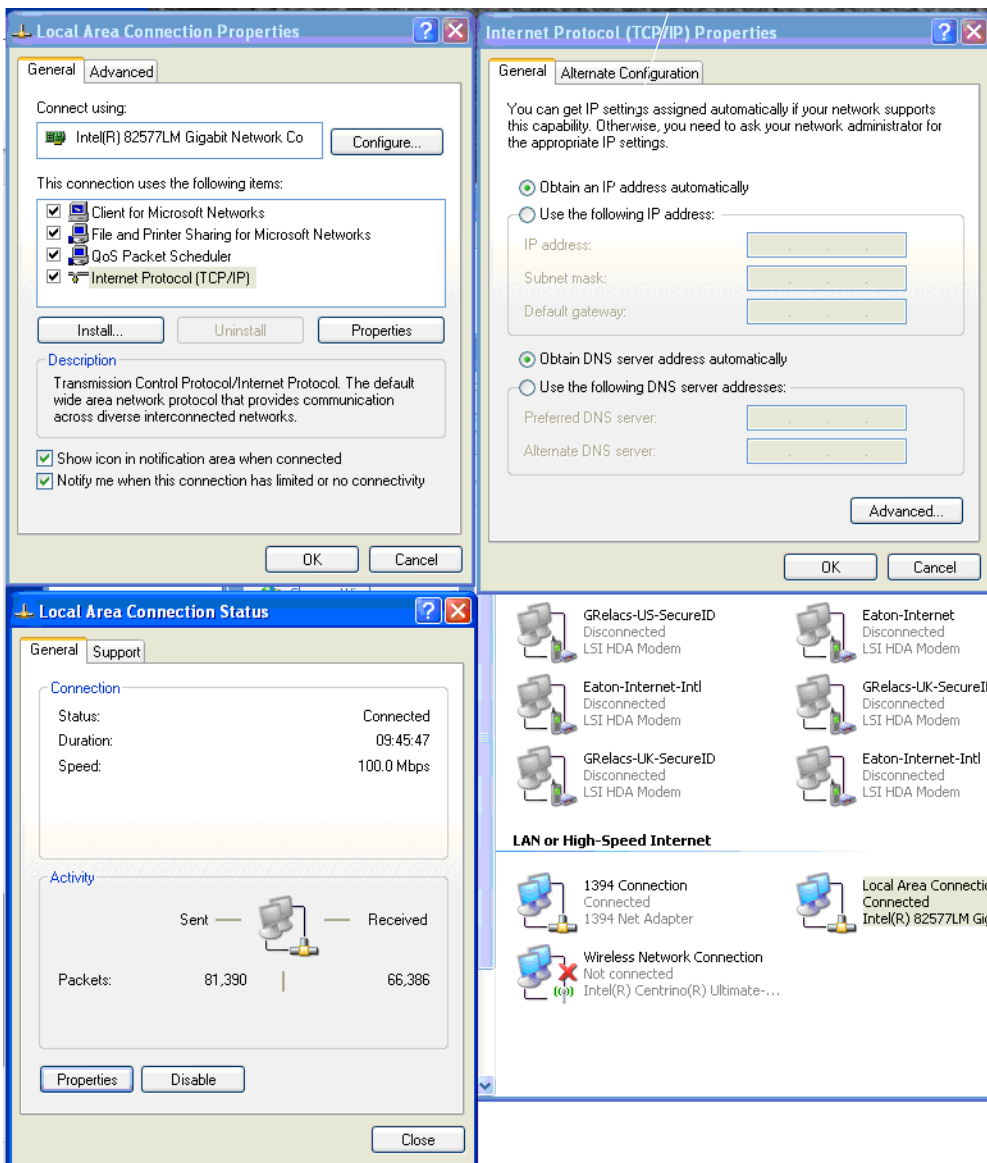 Local Area Connection Properties
General Advanced
Connect using:
Intel(R) 82577LM Gigabit Network Co
Configure...
This connection uses the following items:
Client for Microsoft Networks
File and Printer Sharing for Microsoft Networks
QoS Packet Scheduler
Internet Protocol (TCP/IP)
Install... Uninstall Properties
Description
Transmission Control Protocol/Internet Protocol. The default
wide area network protocol that provides communication
across diverse interconnected networks.
Show icon in notification area when connected
Notify me when this connection has limited or no connectivity
OK Cancel
Internet Protocol (TCP/IP) Properties
General Alternate Configuration
You can get IP settings assigned automatically if your network supports
this capability. Otherwise, you need to ask your network administrator for
the appropriate IP settings.
Obtain an IP address automatically
Use the following IP address:
IP address:
Subnet mask:
Default gateway:
Obtain DNS server address automatically
Use the following DNS server addresses:
Preferred DNS server:
Alternate DNS server:
Advanced...
OK Cancel
Local Area Connection Status
General Support
Connection
Status: Connected
Duration: 09:45:47
Speed: 100.0 Mbps
Activity
Sent — — Received
Packets: 81,390 66,386
Properties Disable
Close
GRelacs-US-SecureID
Disconnected
LSI HDA Modem
Eaton-Internet
Disconnected
LSI HDA Modem
Eaton-Internet-Intl
Disconnected
LSI HDA Modem
GRelacs-UK-SecureI
Disconnected
LSI HDA Modem
GRelacs-UK-SecureID
Disconnected
LSI HDA Modem
Eaton-Internet-Intl
Disconnected
LSI HDA Modem
LAN or High-Speed Internet
1394 Connection
Connected
1394 Net Adapter
Local Area Connectio
Connected
Intel(R) 82577LM Gig
Wireless Network Connection
Not connected
Intel(R) Centrino(R) Ultimate-...